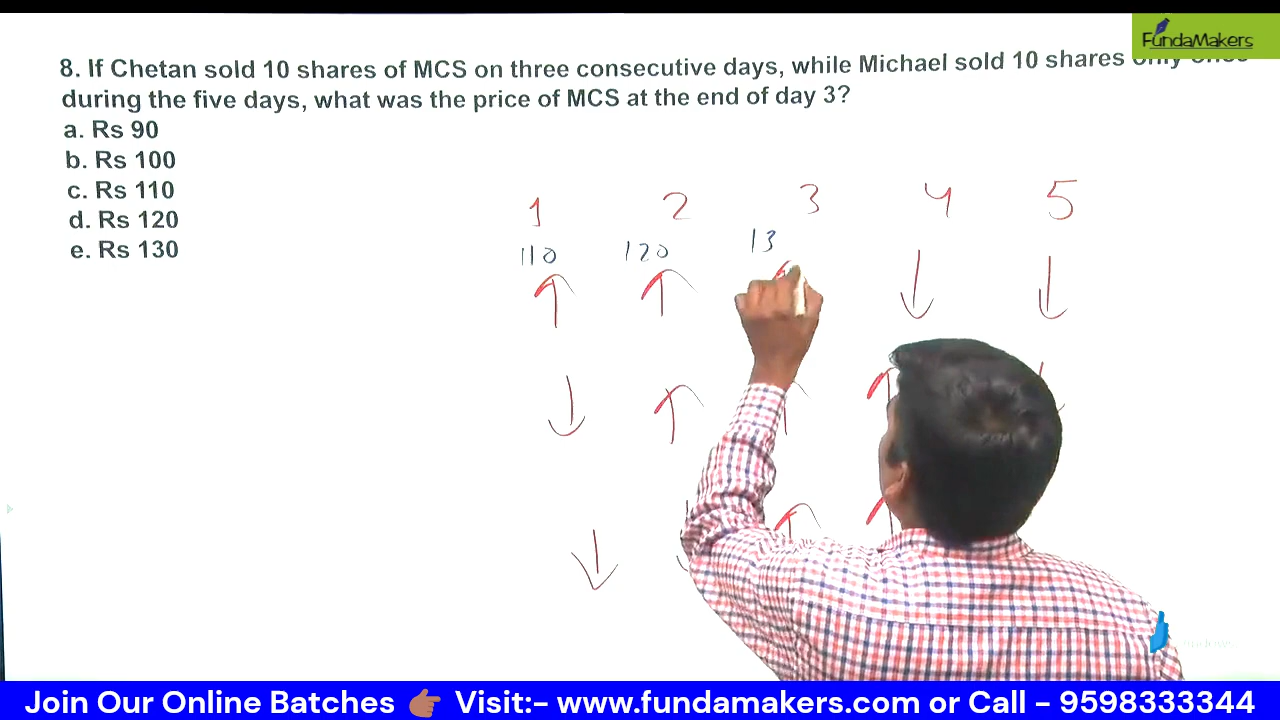 FundaMakers
8. If Chetan sold 10 shares of MCS on three consecutive days, while Michael sold 10 shares only once
during the five days, what was the price of MCS at the end of day 3?
a. Rs 90
b. Rs 100
c. Rs 110
d. Rs 120
e. Rs 130
1 2 3 4 5
110 120 13
Join Our Online Batches Visit:- www.fundamakers.com or Call - 9598333344